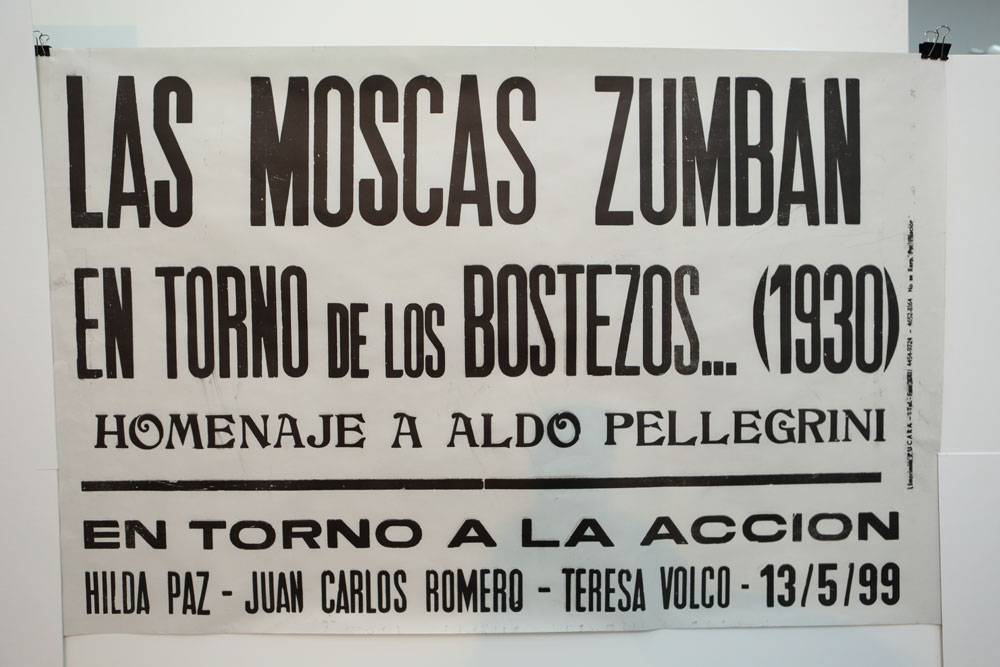 LAS MOSCAS ZUMBAN
EN TORNO DE LOS BOSTEZOS... (1930)
HOMENAJE A ALDO PELLEGRINI
EN TORNO A LA ACCION
HILDA PAZ - JUAN CARLOS ROMERO - TERESA VOLCO - 13/5/99